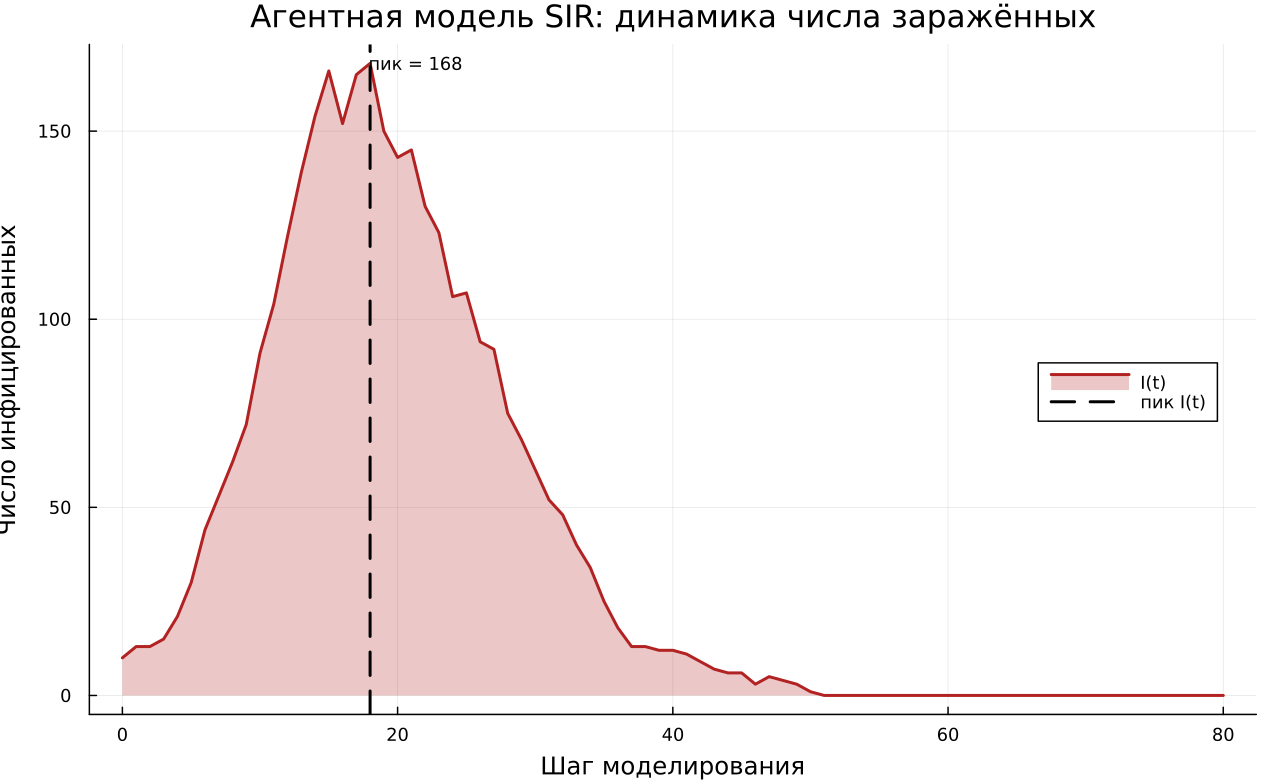 Агентная модель SIR: динамика числа заражённых
пик = 168
Число инфицированных
150
100
50
0
I(t)
пик I(t)
0 20 40 60 80
Шаг моделирования